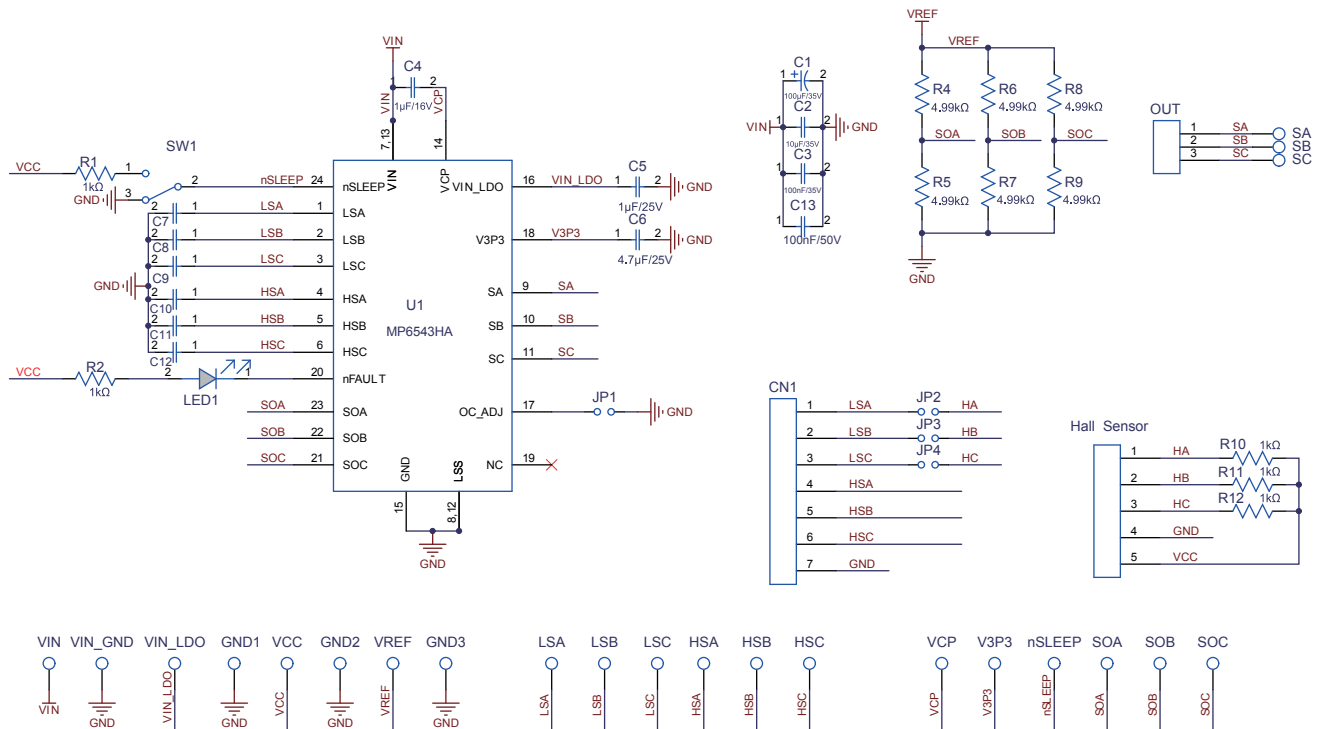 VREF
VREF
R4
4.99kΩ
R6
4.99kΩ
R8
4.99kΩ
SOA
SOB
SOC
R5
4.99kΩ
R7
4.99kΩ
R9
4.99kΩ
GND
VIN
C4
1 2
1µF/16V
VIN
VCP
7, 13
14
C1
1 + 2
100µF/35V
C2
VIN 1 2 GND
10µF/35V
C3
1 2
100nF/35V
C13
1 2
100nF/50V
OUT
1 SA SA
2 SB SB
3 SC SC
SW1
VCC R1 1
1kΩ
GND 3
2 nSLEEP 24 nSLEEP
VIN
VCP
VIN_LDO 16 VIN_LDO
C5
1 2 GND
1µF/25V
2 C7 1 LSA 1 LSA
2 C8 1 LSB 2 LSB
V3P3 18 V3P3
C6
1 2 GND
4.7µF/25V
2 C9 1 LSC 3 LSC
GND
2 C10 1 HSA 4 HSA
SA 9 SA
2 C11 1 HSB 5 HSB
SB 10 SB
2 C12 1 HSC 6 HSC
SC 11 SC
U1
MP6543HA
VCC R2 2 1 20 nFAULT
1kΩ
LED1
SOA 23 SOA
SOB 22 SOB
SOC 21 SOC
OC_ADJ 17 JP1 GND
NC 19
GND
LSS
15
8, 12
GND
CN1
1 LSA JP2 HA
2 LSB JP3 HB
3 LSC JP4 HC
4 HSA
5 HSB
6 HSC
7 GND
Hall Sensor
1 HA R10 1kΩ
2 HB R11 1kΩ
3 HC R12 1kΩ
4 GND
5 VCC
VIN VIN_GND VIN_LDO GND1 VCC GND2 VREF GND3 LSA LSB LSC HSA HSB HSC VCP V3P3 nSLEEP SOA SOB SOC
VIN GND VIN_LDO GND VCC GND VREF GND LSA LSB LSC HSA HSB HSC VCP V3P3 nSLEEP SOA SOB SOC